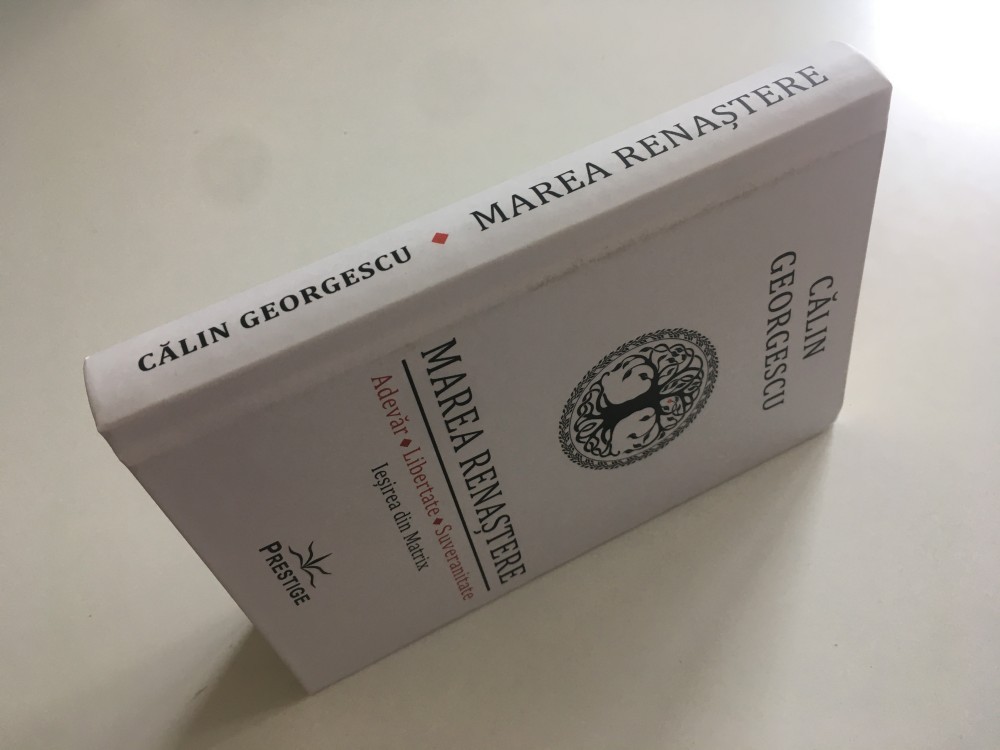 CĂLIN GEORGESCU ♦ MAREA RENAȘTERE
CĂLIN
GEORGESCU
MAREA RENAȘTERE
Adevăr ♦ Libertate ♦ Suveranitate
Ieșirea din Matrix
PRESTIGE